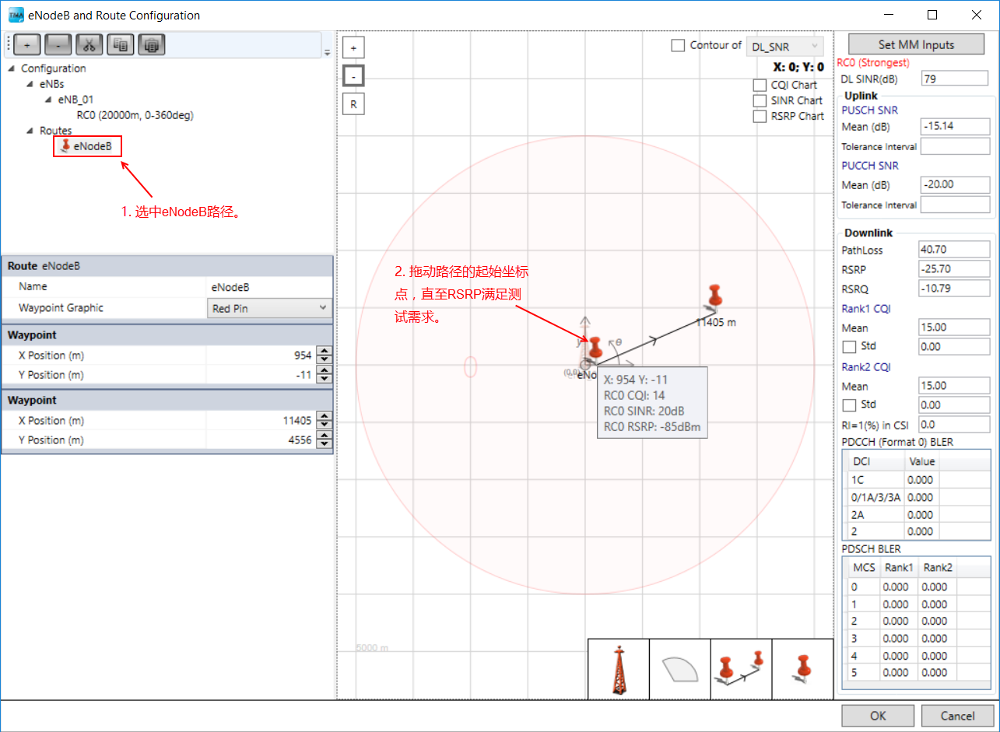 TMA eNodeB and Route Configuration
+ -
Configuration
eNBs
eNB_01
RC0 (20000m, 0-360deg)
Routes
eNodeB
1. 选中eNodeB路径。
Route eNodeB
Name eNodeB
Waypoint Graphic Red Pin
Waypoint
X Position (m) 954
Y Position (m) -11
Waypoint
X Position (m) 11405
Y Position (m) 4556
+
-
R
Contour of DL_SNR
X: 0; Y: 0
CQI Chart
SINR Chart
RSRP Chart
2. 拖动路径的起始坐标
点，直至RSRP满足测
试需求。
11405 m
y θ
0
(0,0) eNo
X: 954 Y: -11
RC0 CQI: 14
RC0 SINR: 20dB
RC0 RSRP: -85dBm
5000 m
Set MM Inputs
RC0 (Strongest)
DL SINR(dB) 79
Uplink
PUSCH SNR
Mean (dB) -15.14
Tolerance Interval
PUCCH SNR
Mean (dB) -20.00
Tolerance Interval
Downlink
PathLoss 40.70
RSRP -25.70
RSRQ -10.79
Rank1 CQI
Mean 15.00
Std 0.00
Rank2 CQI
Mean 15.00
Std 0.00
RI=1(%) in CSI 0.0
PDCCH (Format 0) BLER
DCI Value
1C 0.000
0/1A/3/3A 0.000
2A 0.000
2 0.000
PDSCH BLER
MCS Rank1 Rank2
0 0.000 0.000
1 0.000 0.000
2 0.000 0.000
3 0.000 0.000
4 0.000 0.000
5 0.000 0.000
OK Cancel